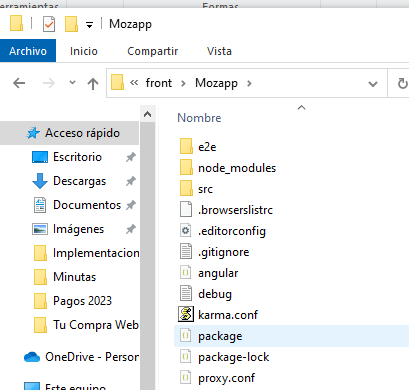 erramientas
Formas
Mozapp
Archivo
Inicio
Compartir
Vista
front
Mozapp
Nombre
Acceso rápido
Escritorio
Descargas
Documentos
Imágenes
Implementacion
Minutas
Pagos 2023
Tu Compra Web
OneDrive - Person
Este equipo
e2e
node_modules
src
.browserslistrc
.editorconfig
.gitignore
angular
debug
karma.conf
package
package-lock
proxy.conf